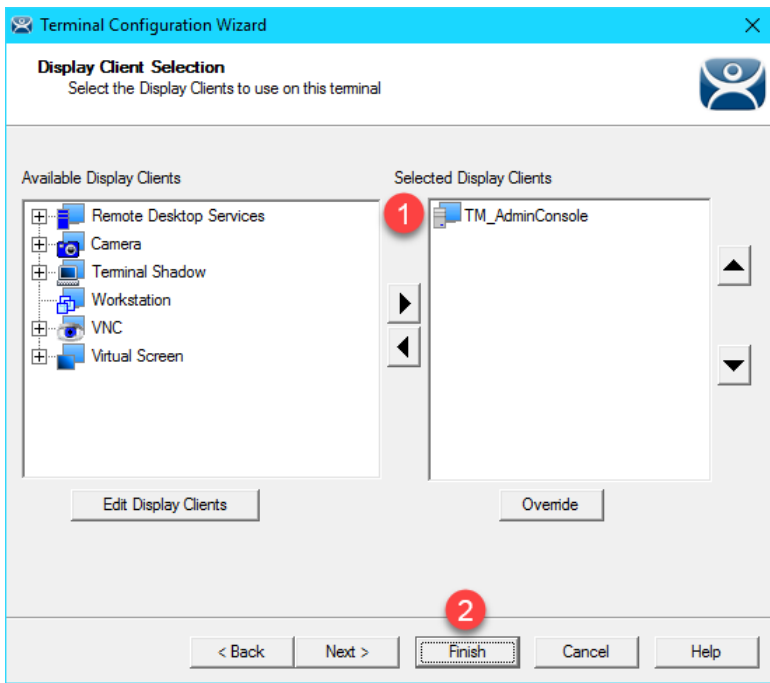 Terminal Configuration Wizard
Display Client Selection
Select the Display Clients to use on this terminal
Available Display Clients
Selected Display Clients
Remote Desktop Services
Camera
Terminal Shadow
Workstation
VNC
Virtual Screen
1
TM_AdminConsole
Edit Display Clients
Override
2
< Back
Next >
Finish
Cancel
Help